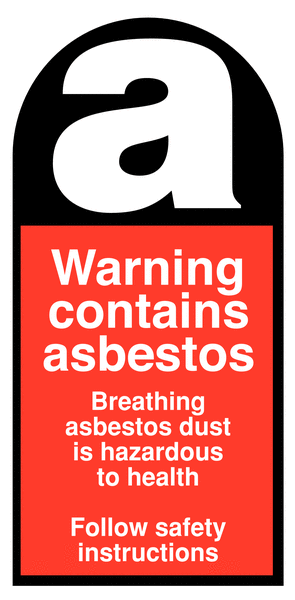 a
Warning
contains
asbestos
Breathing
asbestos dust
is hazardous
to health
Follow safety
instructions